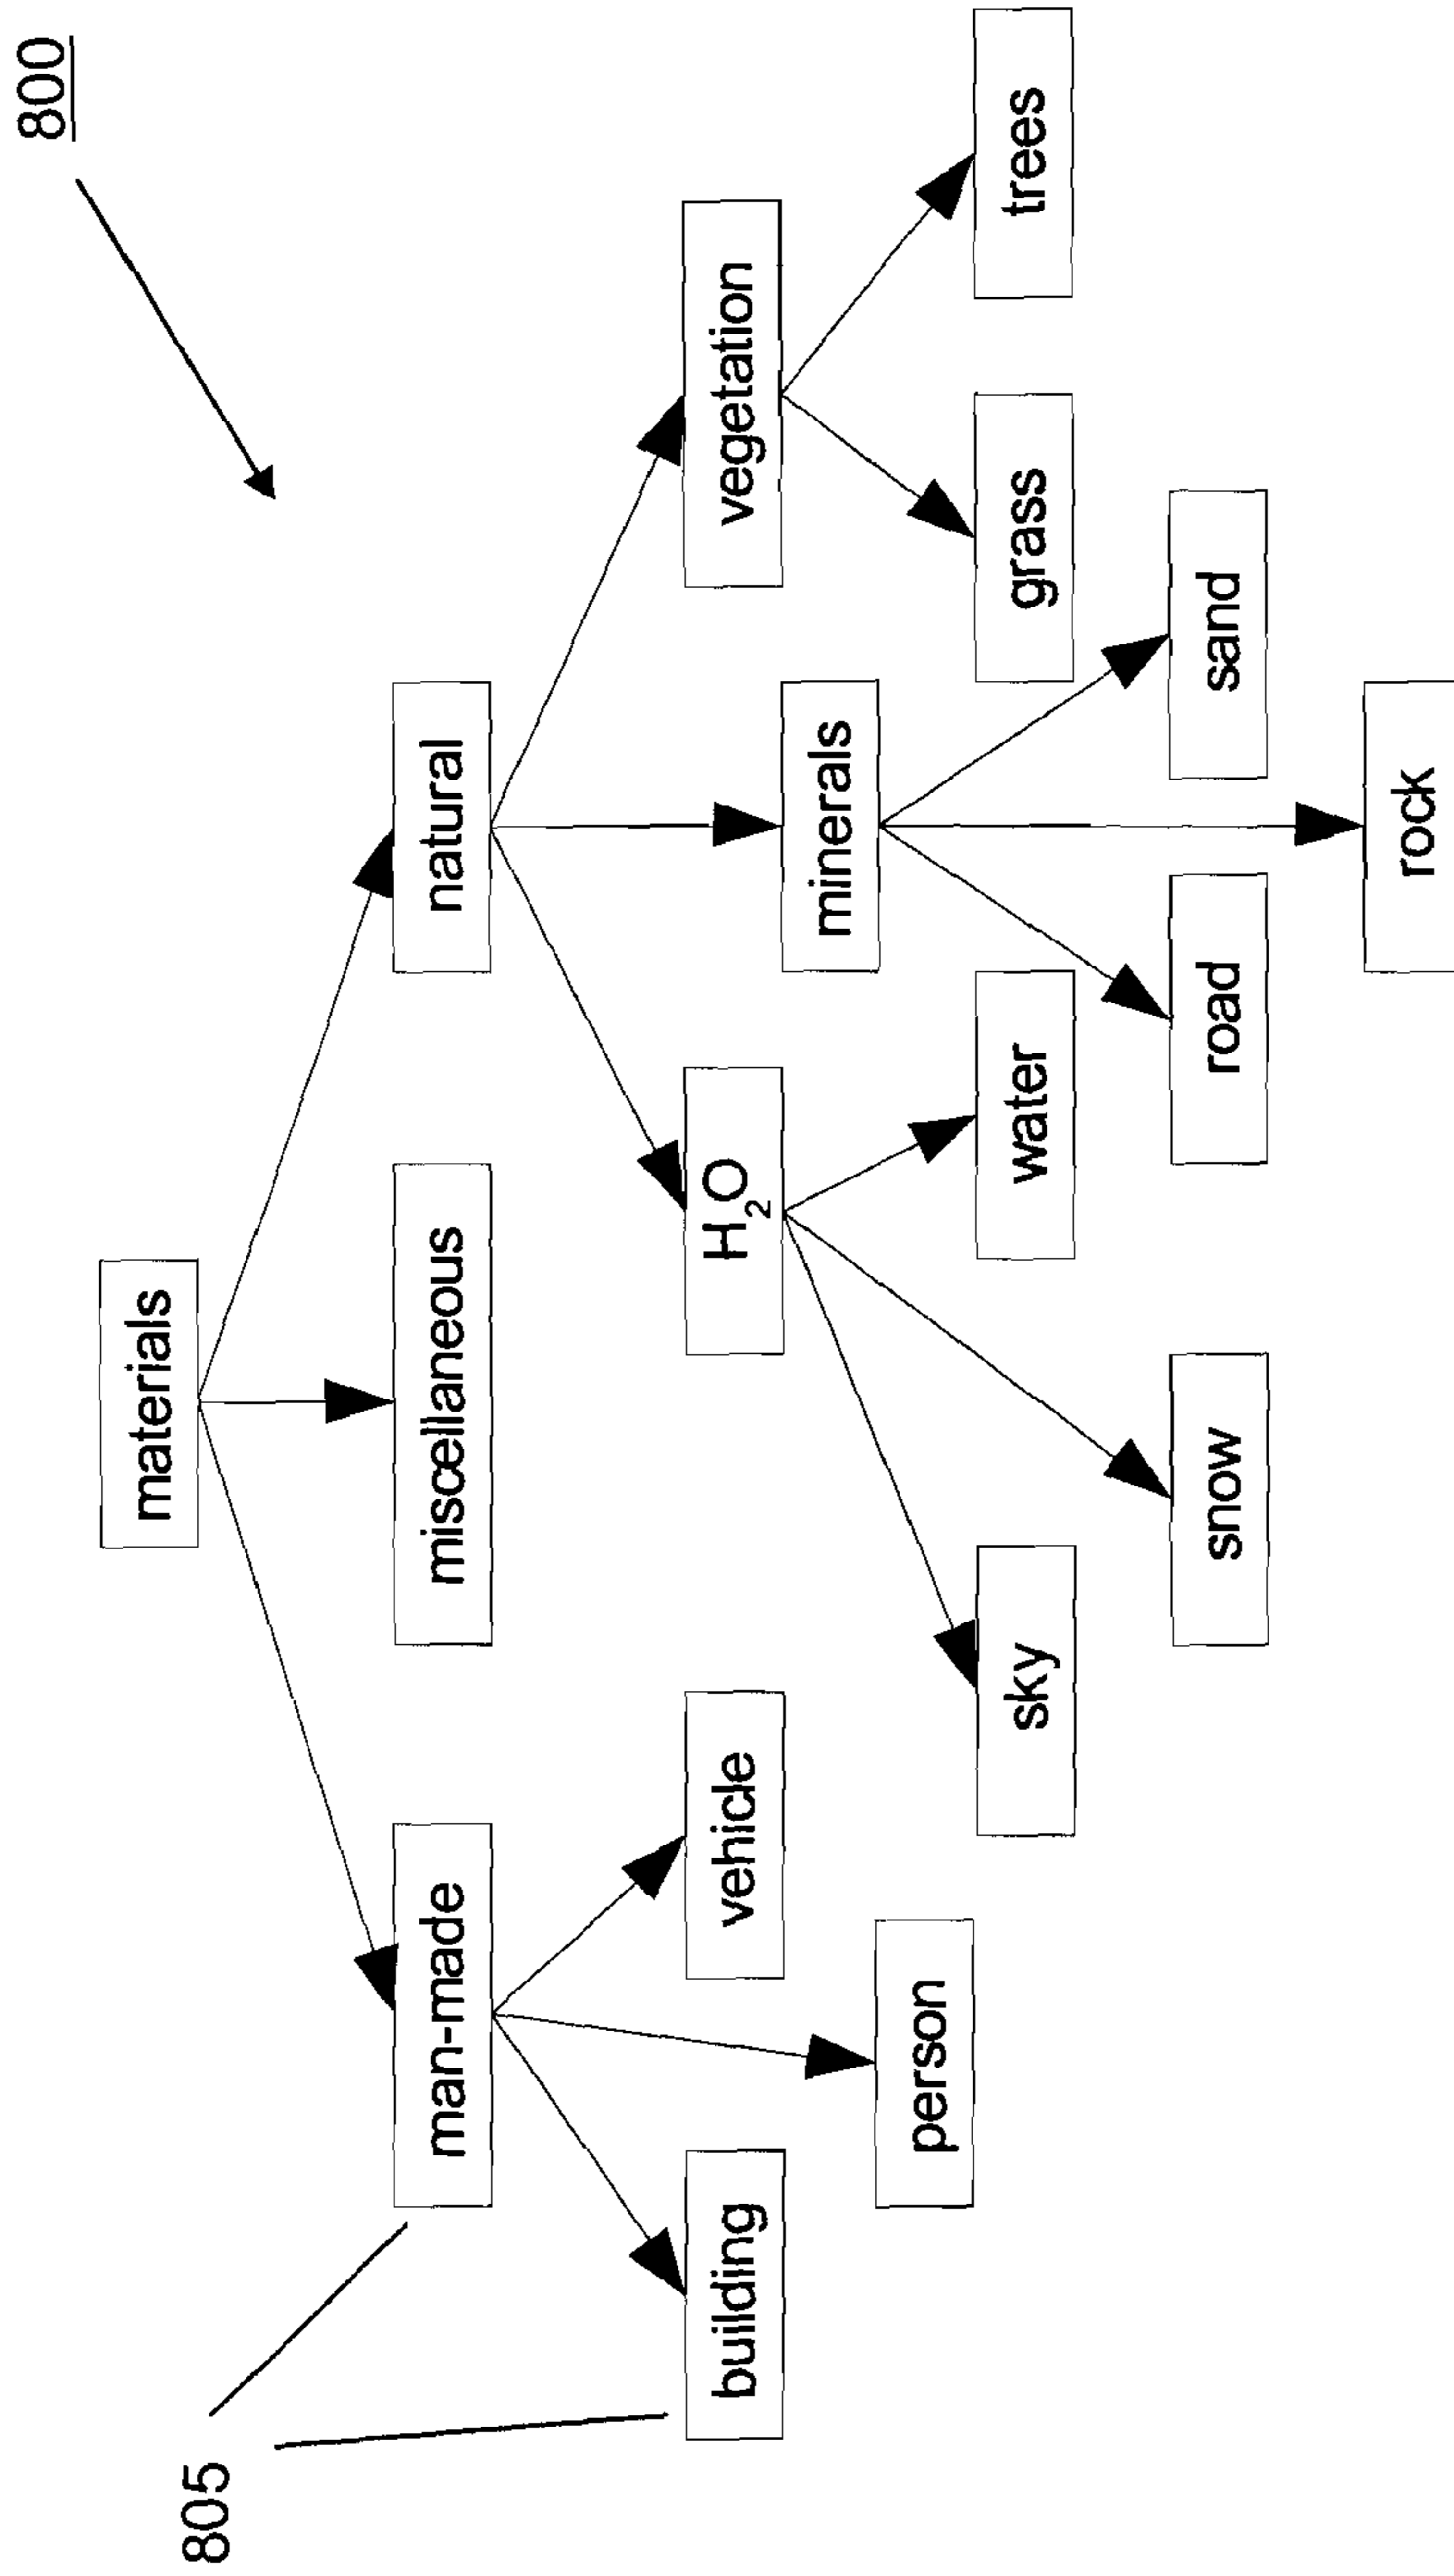 800
materials
805
man-made
miscellaneous
natural
building
vehicle
H₂O
vegetation
minerals
person
sky
water
grass
trees
snow
road
sand
rock